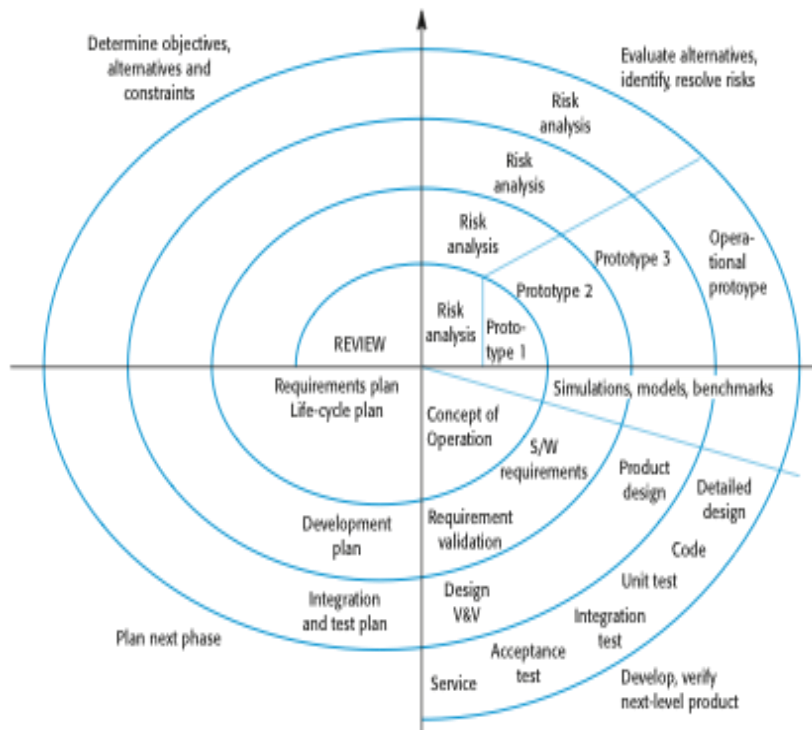 Determine objectives,
alternatives and
constraints
Evaluate alternatives,
identify, resolve risks
Risk
analysis
Risk
analysis
Risk
analysis
Risk
analysis
Proto-
type 1
Prototype 2
Prototype 3
Opera-
tional
protoype
REVIEW
Requirements plan
Life-cycle plan
Development
plan
Integration
and test plan
Plan next phase
Simulations, models, benchmarks
Concept of
Operation
S/W
requirements
Requirement
validation
Product
design
Detailed
design
Design
V&V
Code
Unit test
Integration
test
Acceptance
test
Service
Develop, verify
next-level product